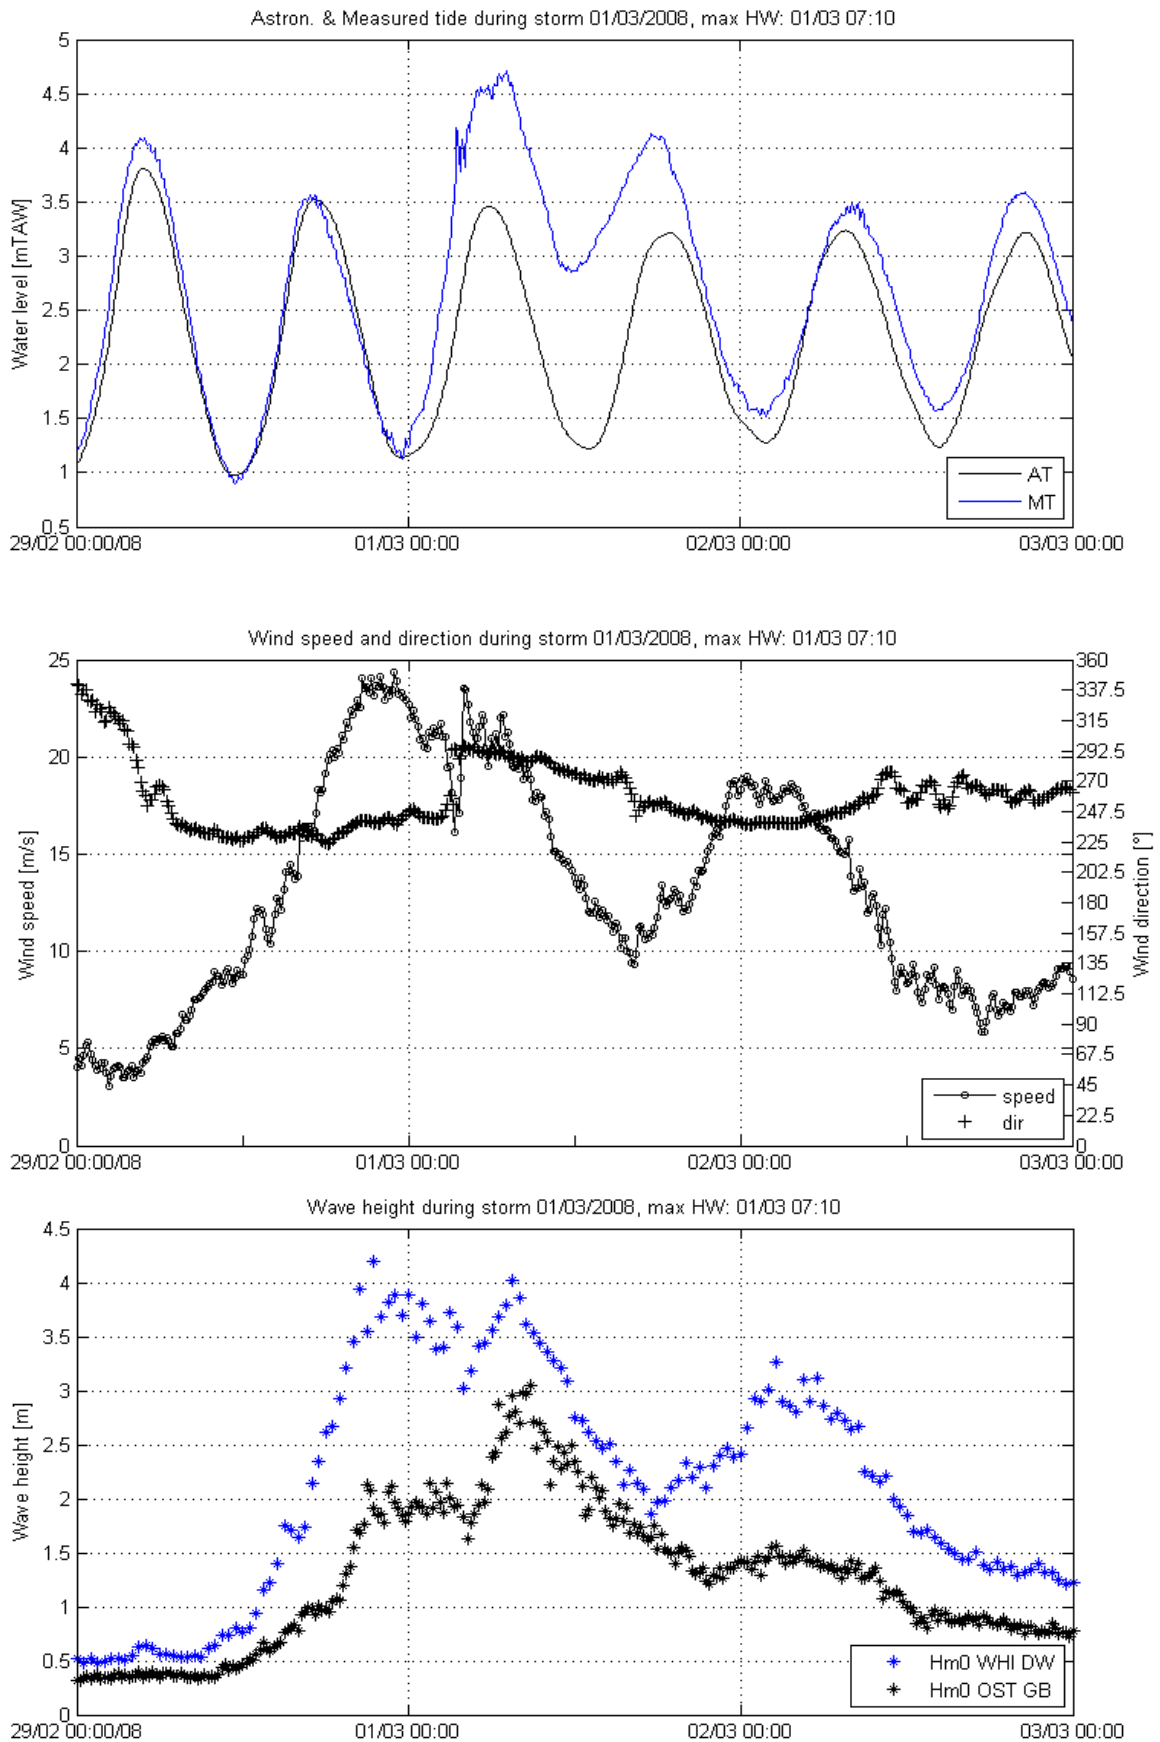 Astron. & Measured tide during storm 01/03/2008, max HW: 01/03 07:10
5
4.5
4
3.5
3
2.5
2
1.5
1
0.5
Water level [mTAW]
AT
MT
29/02 00:00/08 01/03 00:00 02/03 00:00 03/03 00:00
Wind speed and direction during storm 01/03/2008, max HW: 01/03 07:10
25
20
15
10
5
0
Wind speed [m/s]
360
337.5
315
292.5
270
247.5
225
202.5
180
157.5
135
112.5
90
67.5
45
22.5
0
Wind direction [°]
speed
dir
29/02 00:00/08 01/03 00:00 02/03 00:00 03/03 00:00
Wave height during storm 01/03/2008, max HW: 01/03 07:10
4.5
4
3.5
3
2.5
2
1.5
1
0.5
0
Wave height [m]
Hm0 WHI DW
Hm0 OST GB
29/02 00:00/08 01/03 00:00 02/03 00:00 03/03 00:00